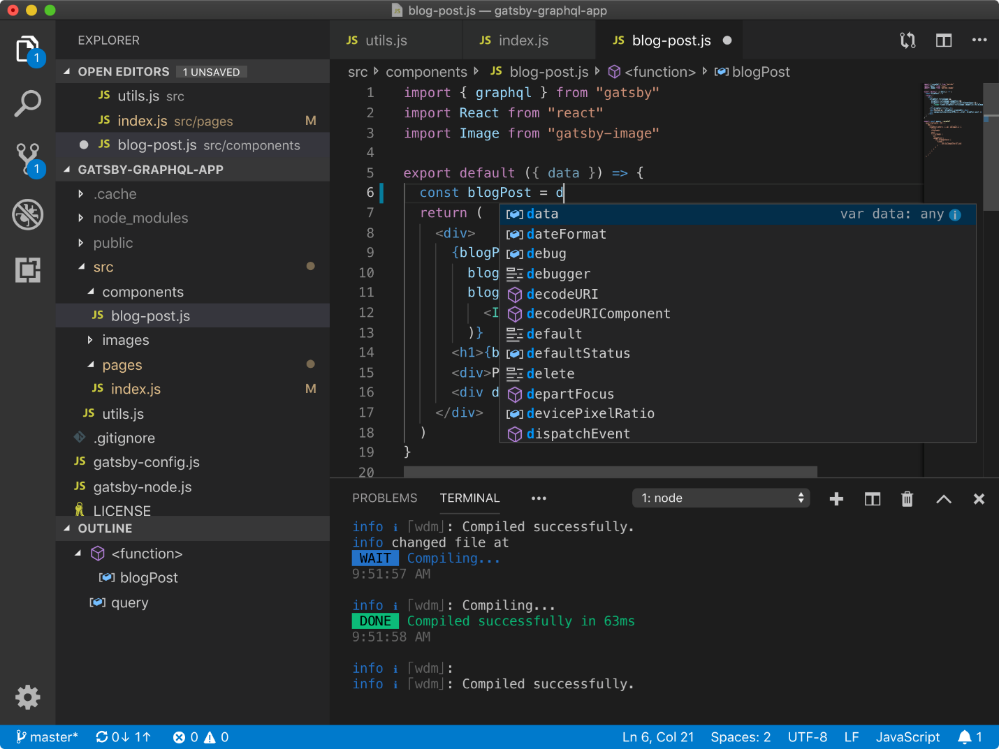 blog-post.js — gatsby-graphql-app
1
1
EXPLORER
OPEN EDITORS 1 UNSAVED
JS utils.js src
JS index.js src/pages M
JS blog-post.js src/components
GATSBY-GRAPHQL-APP
.cache
node_modules
public
src
components
JS blog-post.js
images
pages
JS index.js M
JS utils.js
.gitignore
JS gatsby-config.js
JS gatsby-node.js
LICENSE
OUTLINE
<function>
blogPost
query
JS utils.js JS index.js JS blog-post.js
src components JS blog-post.js <function> blogPost
1 import { graphql } from "gatsby"
2 import React from "react"
3 import Image from "gatsby-image"
4
5 export default ({ data }) => {
6 const blogPost = d
7 return (
8 <div>
9 {blogP
10 blog
11 blog
12 <I
13 )}
14 <h1>{b
15 <div>P
16 <div d
17 </div>
18 )
19 }
20
data var data: any
dateFormat
debug
debugger
decodeURI
decodeURIComponent
default
defaultStatus
delete
departFocus
devicePixelRatio
dispatchEvent
PROBLEMS TERMINAL ••• 1: node
info i ｢wdm｣: Compiled successfully.
info changed file at
WAIT Compiling...
9:51:57 AM
info i ｢wdm｣: Compiling...
DONE Compiled successfully in 63ms
9:51:58 AM
info i ｢wdm｣:
info i ｢wdm｣: Compiled successfully.
master* 0↓ 1↑ 0 0 Ln 6, Col 21 Spaces: 2 UTF-8 LF JavaScript 1